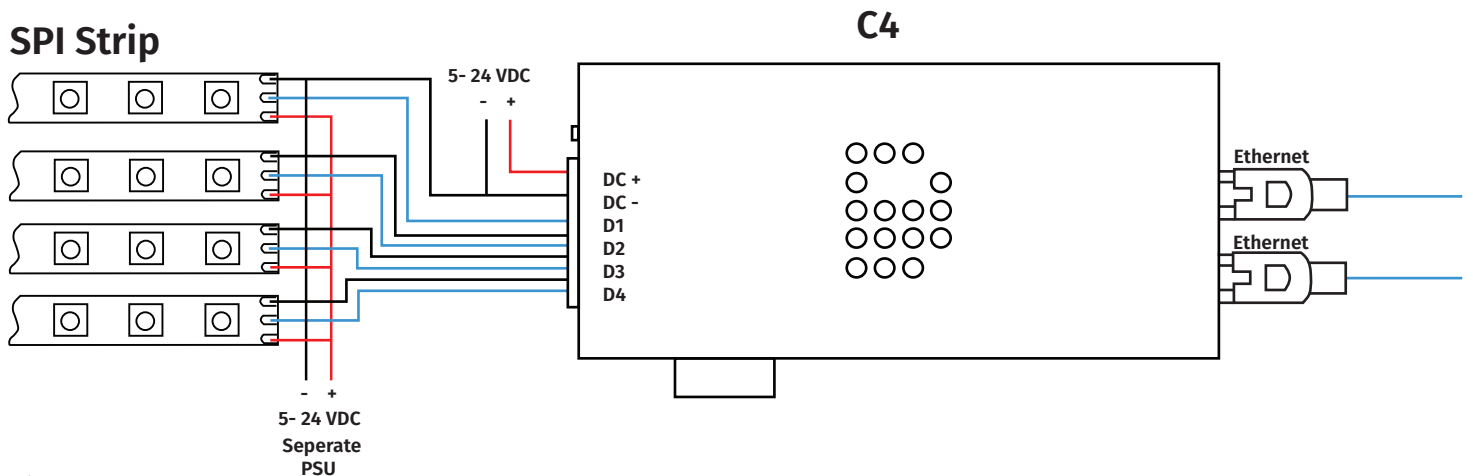 C4
SPI Strip
5- 24 VDC
- +
DC +
DC -
D1
D2
D3
D4
Ethernet
Ethernet
- +
5- 24 VDC
Seperate
PSU